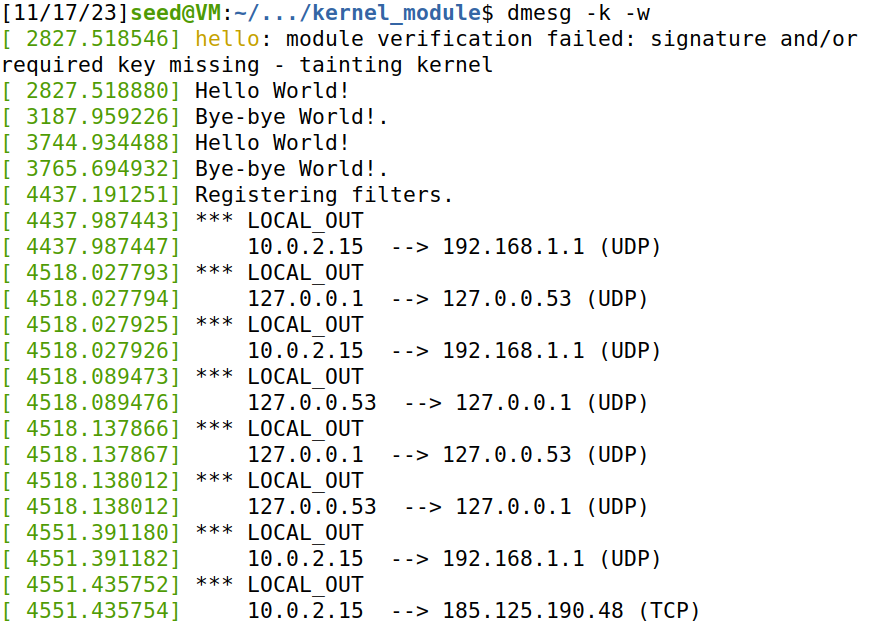 [11/17/23]seed@VM:~/.../kernel_module$ dmesg -k -w
[ 2827.518546] hello: module verification failed: signature and/or
required key missing - tainting kernel
[ 2827.518880] Hello World!
[ 3187.959226] Bye-bye World!.
[ 3744.934488] Hello World!
[ 3765.694932] Bye-bye World!.
[ 4437.191251] Registering filters.
[ 4437.987443] *** LOCAL_OUT
[ 4437.987447]     10.0.2.15  --> 192.168.1.1 (UDP)
[ 4518.027793] *** LOCAL_OUT
[ 4518.027794]     127.0.0.1  --> 127.0.0.53 (UDP)
[ 4518.027925] *** LOCAL_OUT
[ 4518.027926]     10.0.2.15  --> 192.168.1.1 (UDP)
[ 4518.089473] *** LOCAL_OUT
[ 4518.089476]     127.0.0.53  --> 127.0.0.1 (UDP)
[ 4518.137866] *** LOCAL_OUT
[ 4518.137867]     127.0.0.1  --> 127.0.0.53 (UDP)
[ 4518.138012] *** LOCAL_OUT
[ 4518.138012]     127.0.0.53  --> 127.0.0.1 (UDP)
[ 4551.391180] *** LOCAL_OUT
[ 4551.391182]     10.0.2.15  --> 192.168.1.1 (UDP)
[ 4551.435752] *** LOCAL_OUT
[ 4551.435754]     10.0.2.15  --> 185.125.190.48 (TCP)